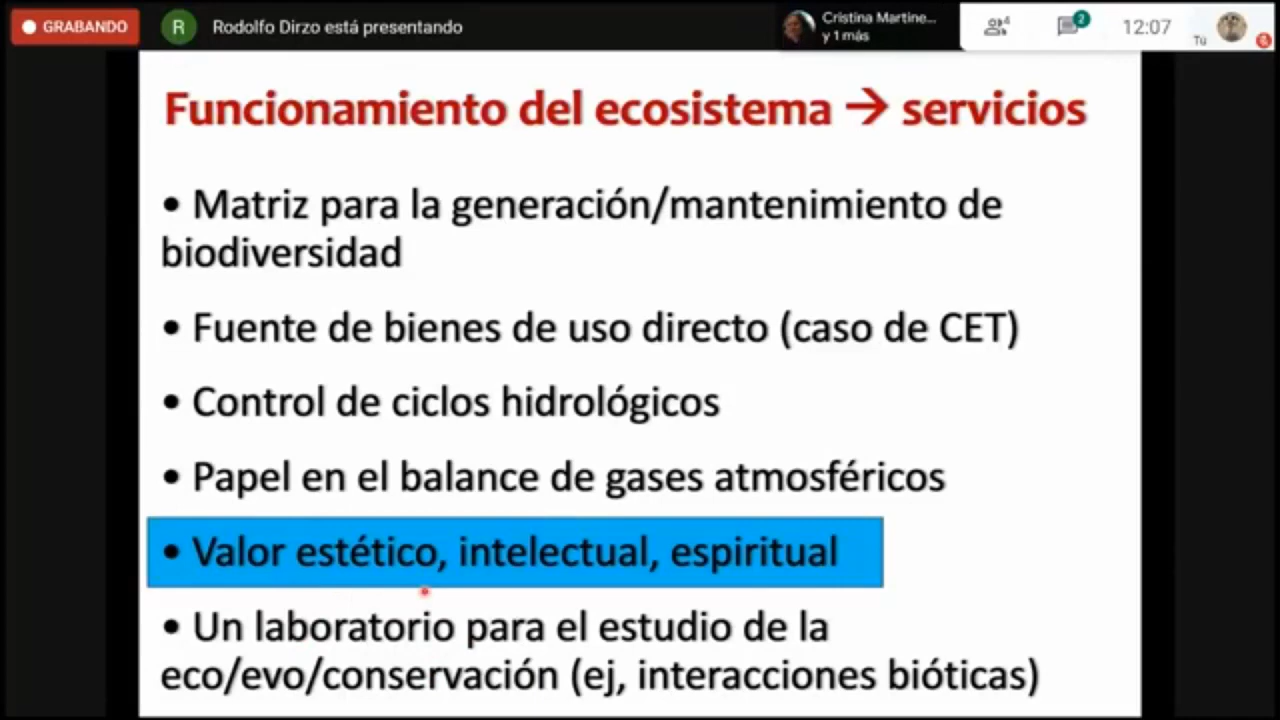 GRABANDO
R
Rodolfo Dirzo está presentando
Cristina Martine...
y 1 más
4
2
12:07
Tú
Funcionamiento del ecosistema → servicios
• Matriz para la generación/mantenimiento de
biodiversidad
• Fuente de bienes de uso directo (caso de CET)
• Control de ciclos hidrológicos
• Papel en el balance de gases atmosféricos
• Valor estético, intelectual, espiritual
• Un laboratorio para el estudio de la
eco/evo/conservación (ej, interacciones bióticas)